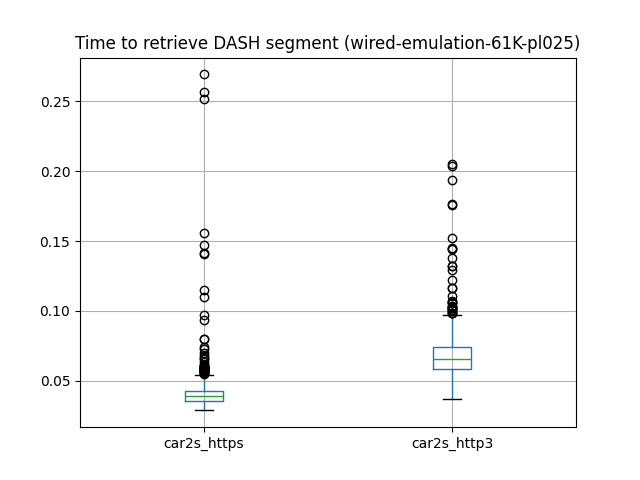 Time to retrieve DASH segment (wired-emulation-61K-pl025)
0.25
0.20
0.15
0.10
0.05
car2s_https
car2s_http3